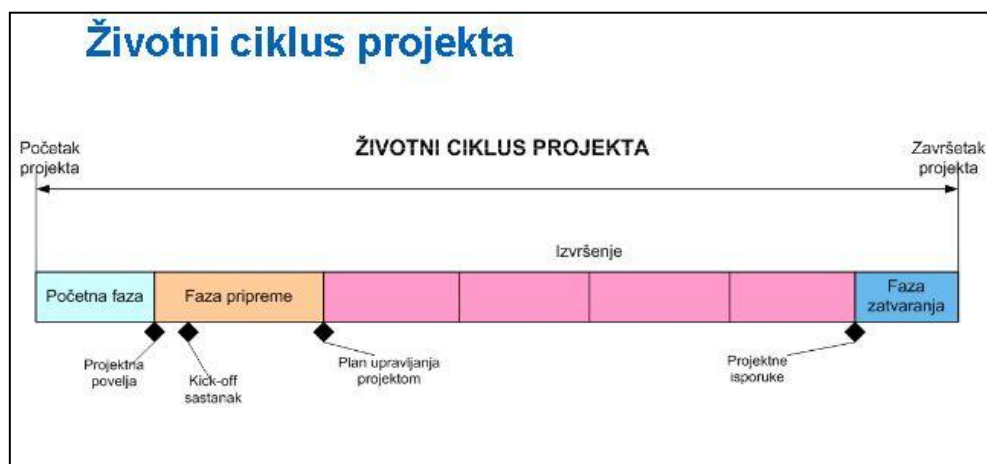 Životni ciklus projekta
Početak
projekta
ŽIVOTNI CIKLUS PROJEKTA
Završetak
projekta
Izvršenje
Početna faza
Faza pripreme
Faza
zatvaranja
Projektna
povelja
Kick-off
sastanak
Plan upravljanja
projektom
Projektne
isporuke